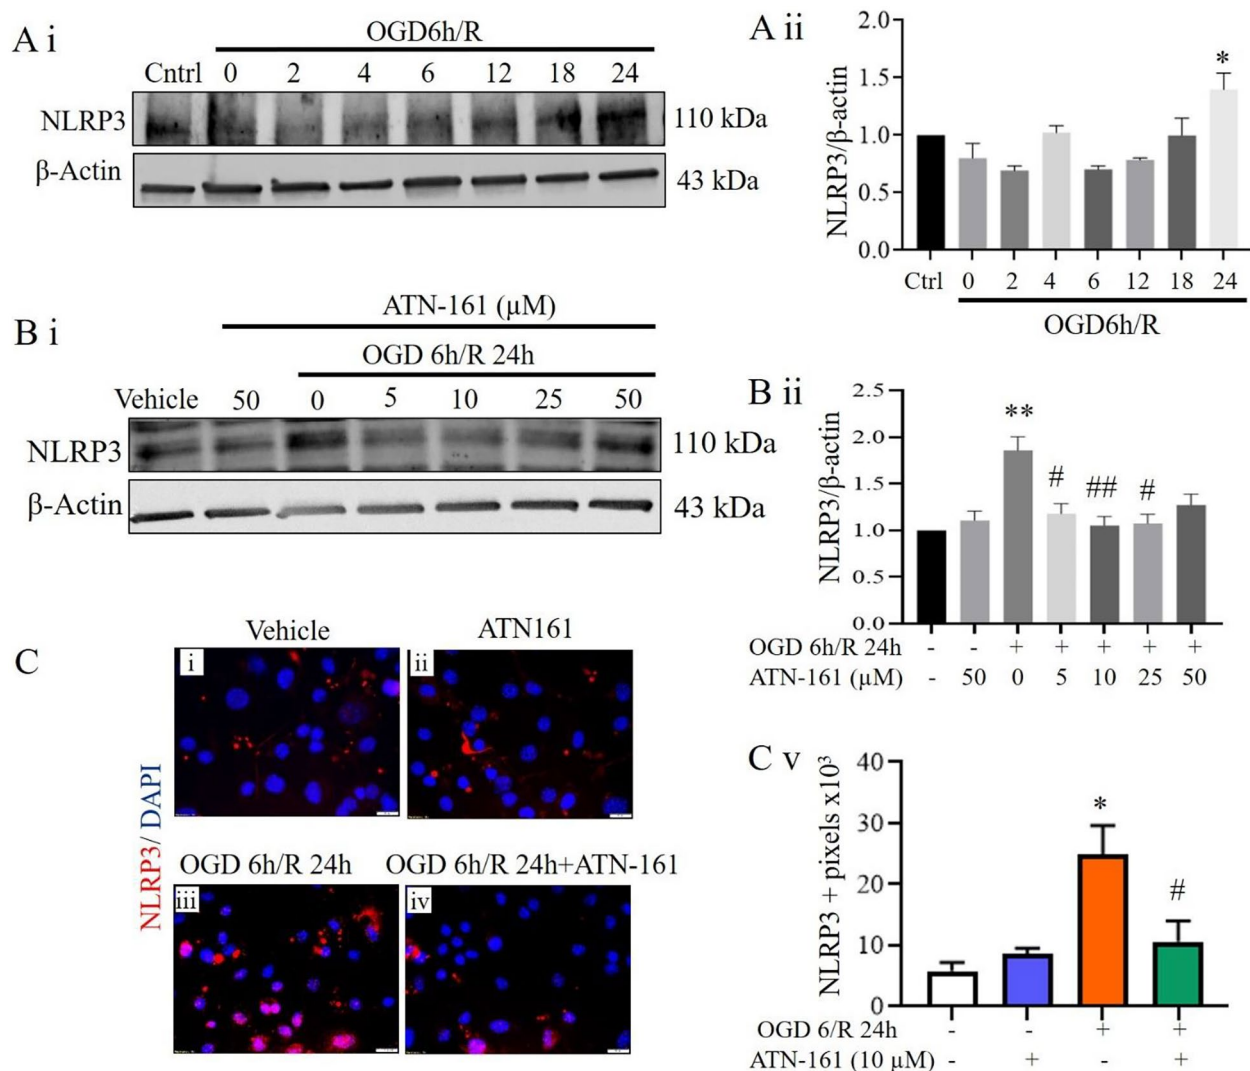 A i
OGD6h/R
Cntrl 0 2 4 6 12 18 24
NLRP3
110 kDa
β-Actin
43 kDa
A ii
NLRP3/β-actin
2.0
1.5
1.0
0.5
0.0
*
Ctrl 0 2 4 6 12 18 24
OGD6h/R
B i
ATN-161 (µM)
OGD 6h/R 24h
Vehicle 50 0 5 10 25 50
NLRP3
110 kDa
β-Actin
43 kDa
B ii
NLRP3/β-actin
2.5
2.0
1.5
1.0
0.5
0.0
** # ## #
OGD 6h/R 24h - - + + + + +
ATN-161 (µM) - 50 0 5 10 25 50
C
NLRP3/ DAPI
Vehicle
i
ATN161
ii
OGD 6h/R 24h
iii
OGD 6h/R 24h+ATN-161
iv
C v
NLRP3 + pixels x10³
40
30
20
10
0
* #
OGD 6/R 24h - - + +
ATN-161 (10 µM) - + - +